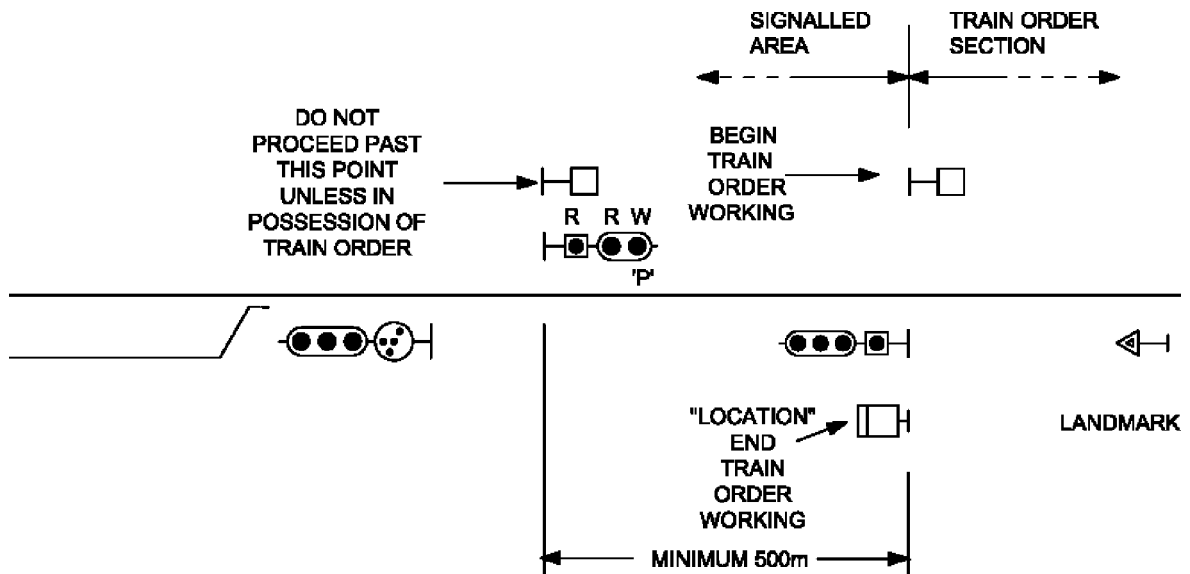 SIGNALLED
AREA
TRAIN ORDER
SECTION
DO NOT
PROCEED PAST
THIS POINT
UNLESS IN
POSSESSION OF
TRAIN ORDER
BEGIN
TRAIN
ORDER
WORKING
R R W
'P'
"LOCATION"
END
TRAIN
ORDER
WORKING
LANDMARK
MINIMUM 500m